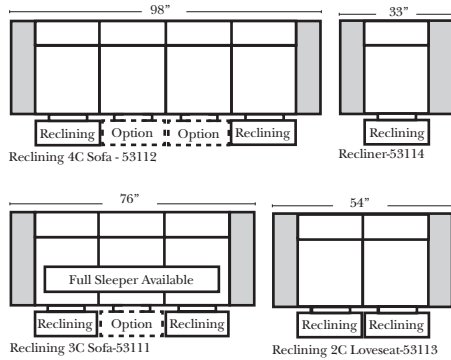 98”
33”
Reclining Option Option Reclining
Reclining
Reclining 4C Sofa - 53112
Recliner-53114
76”
54”
Full Sleeper Available
Reclining Option Reclining
Reclining Reclining
Reclining 3C Sofa-53111
Reclining 2C Loveseat-53113